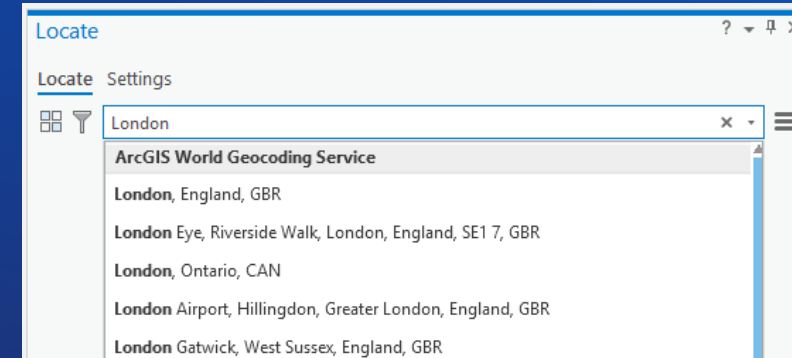 Locate
?
Locate Settings
London
ArcGIS World Geocoding Service
London, England, GBR
London Eye, Riverside Walk, London, England, SE1 7, GBR
London, Ontario, CAN
London Airport, Hillingdon, Greater London, England, GBR
London Gatwick, West Sussex, England, GBR